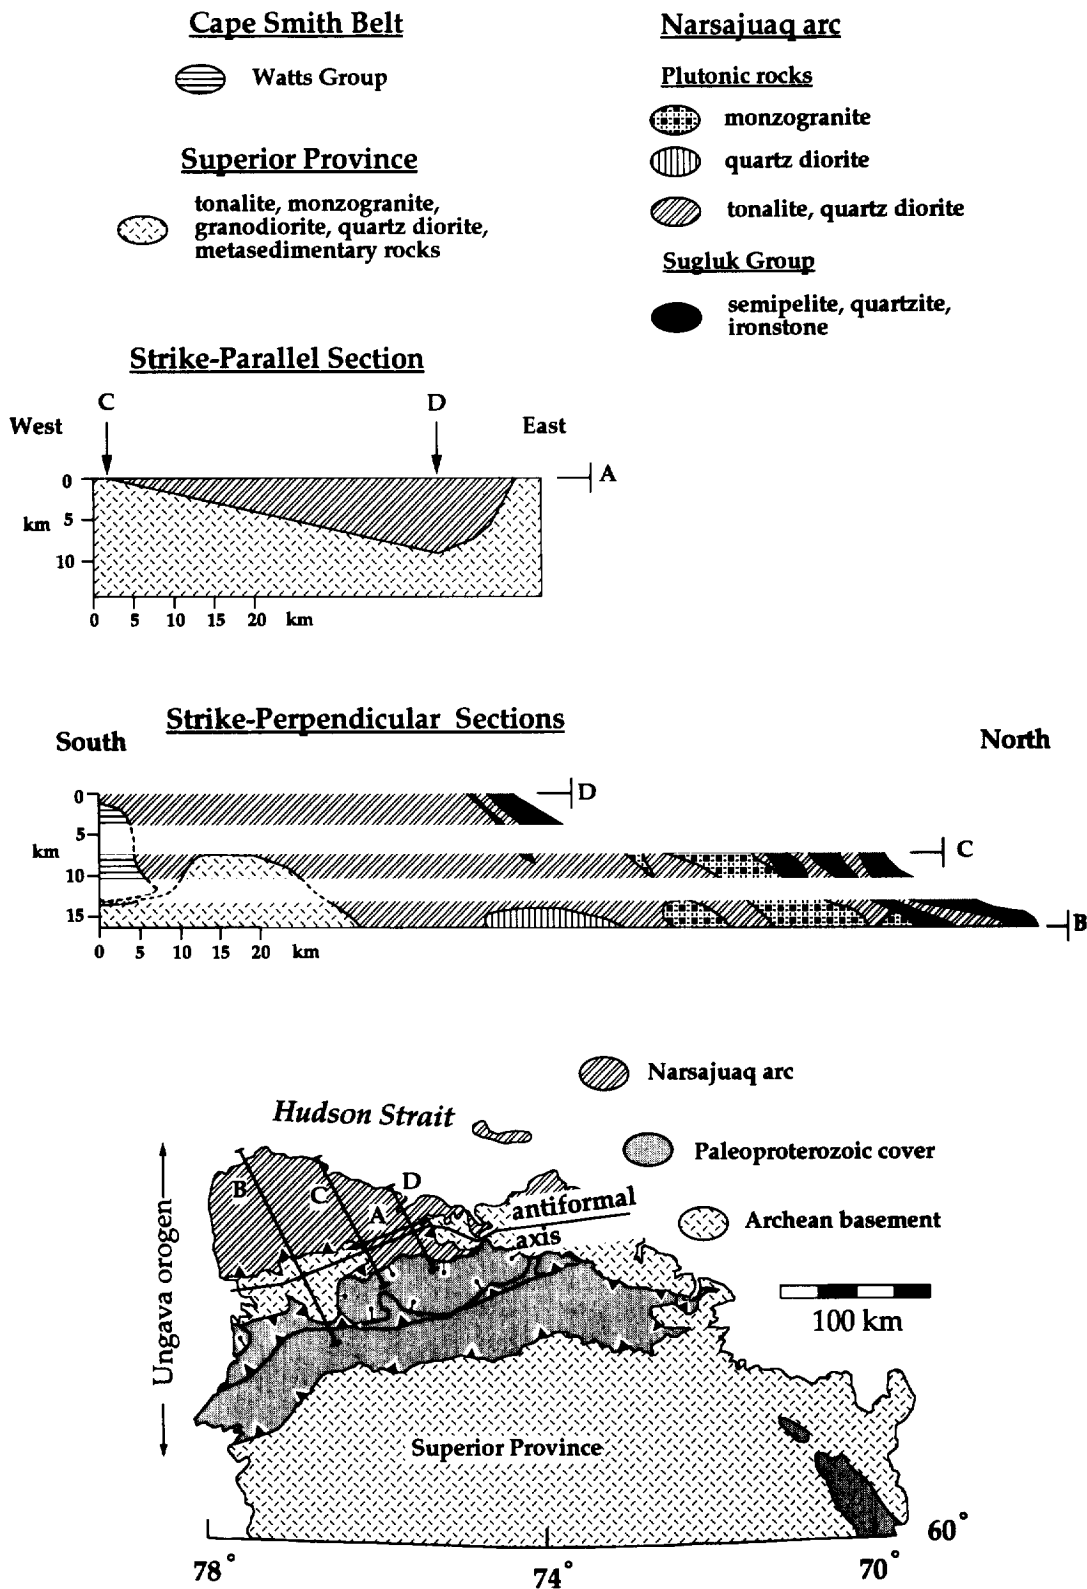 Cape Smith Belt
Watts Group
Superior Province
tonalite, monzogranite,
granodiorite, quartz diorite,
metasedimentary rocks
Narsajuaq arc
Plutonic rocks
monzogranite
quartz diorite
tonalite, quartz diorite
Sugluk Group
semipelite, quartzite,
ironstone
Strike-Parallel Section
C D
West East
A
0
km 5
10
0 5 10 15 20 km
Strike-Perpendicular Sections
South North
0
D
5
km
C
10
15
B
0 5 10 15 20 km
Narsajuaq arc
Hudson Strait
Paleoproterozoic cover
Archean basement
B
C
D
A
antiformal
axis
Ungava orogen
100 km
Superior Province
60°
78° 74° 70°